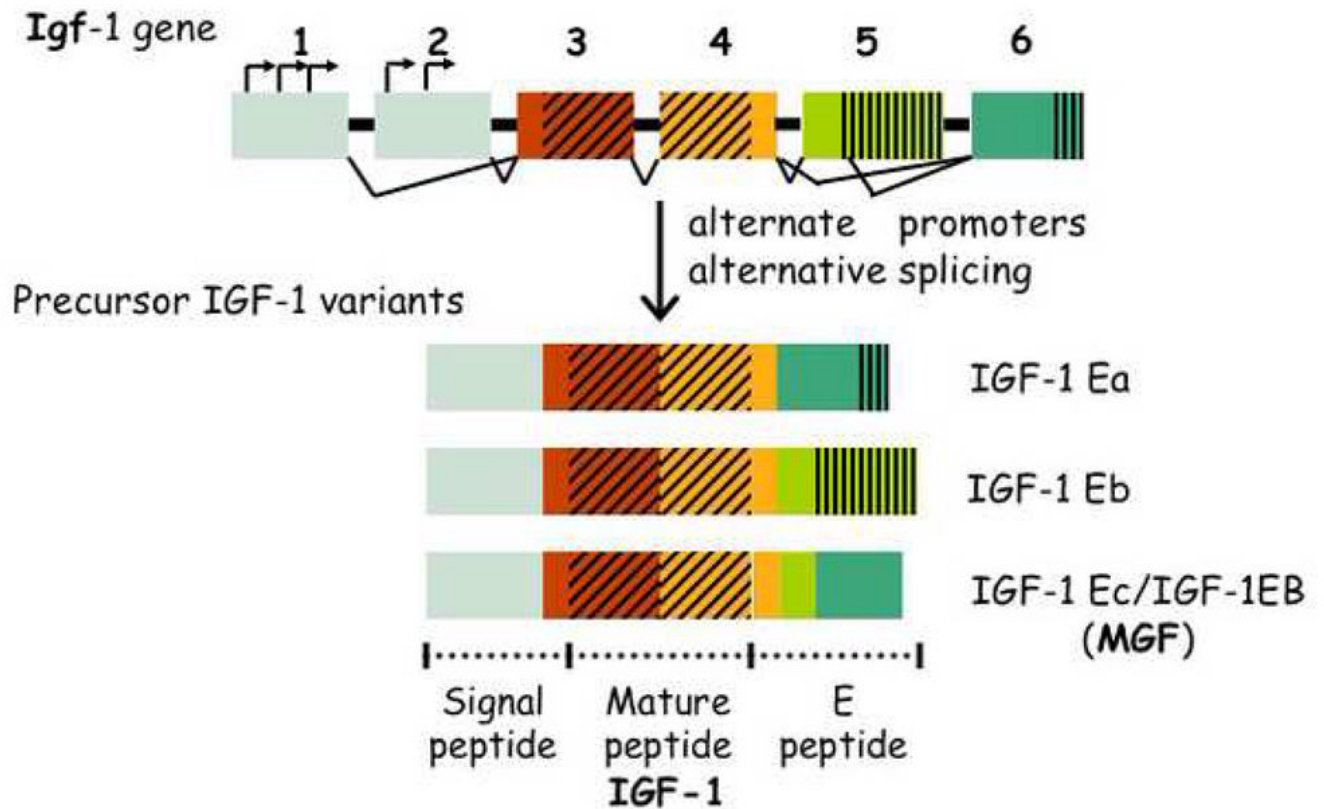 Igf-1 gene
1 2 3 4 5 6
alternate promoters
alternative splicing
Precursor IGF-1 variants
IGF-1 Ea
IGF-1 Eb
IGF-1 Ec/IGF-1EB
(MGF)
Signal
peptide
Mature
peptide
IGF-1
E
peptide